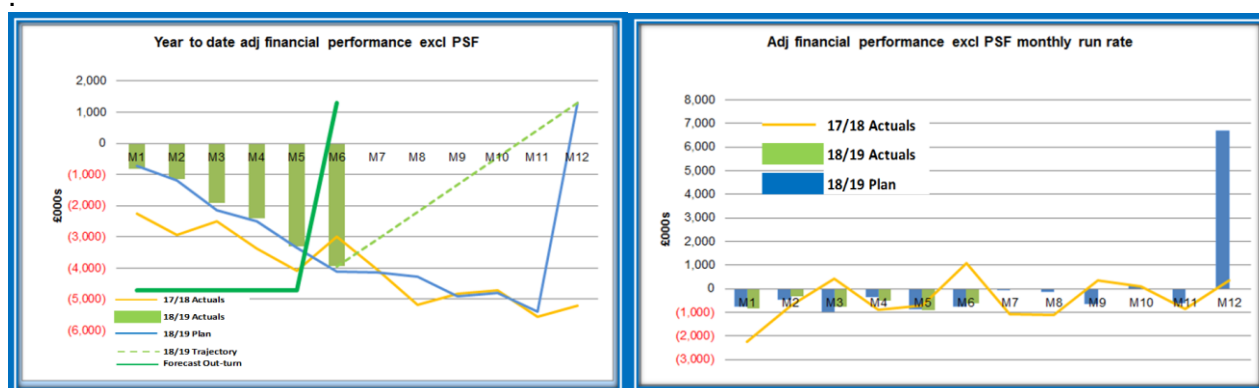 .
Year to date adj financial performance excl PSF
2,000
1,000
0
(1,000)
(2,000)
(3,000)
(4,000)
(5,000)
(6,000)
£000s
M1 M2 M3 M4 M5 M6 M7 M8 M9 M10 M11 M12
17/18 Actuals
18/19 Actuals
18/19 Plan
18/19 Trajectory
Forecast Out-turn
Adj financial performance excl PSF monthly run rate
8,000
7,000
6,000
5,000
4,000
3,000
2,000
1,000
0
(1,000)
(2,000)
(3,000)
£000s
17/18 Actuals
18/19 Actuals
18/19 Plan
M1 M2 M3 M4 M5 M6 M7 M8 M9 M10 M11 M12